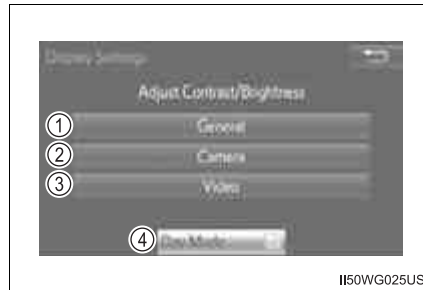 Display Settings
Adjust Contrast/Brightness
① General
② Camera
③ Video
④ Day Mode
II50WG025US